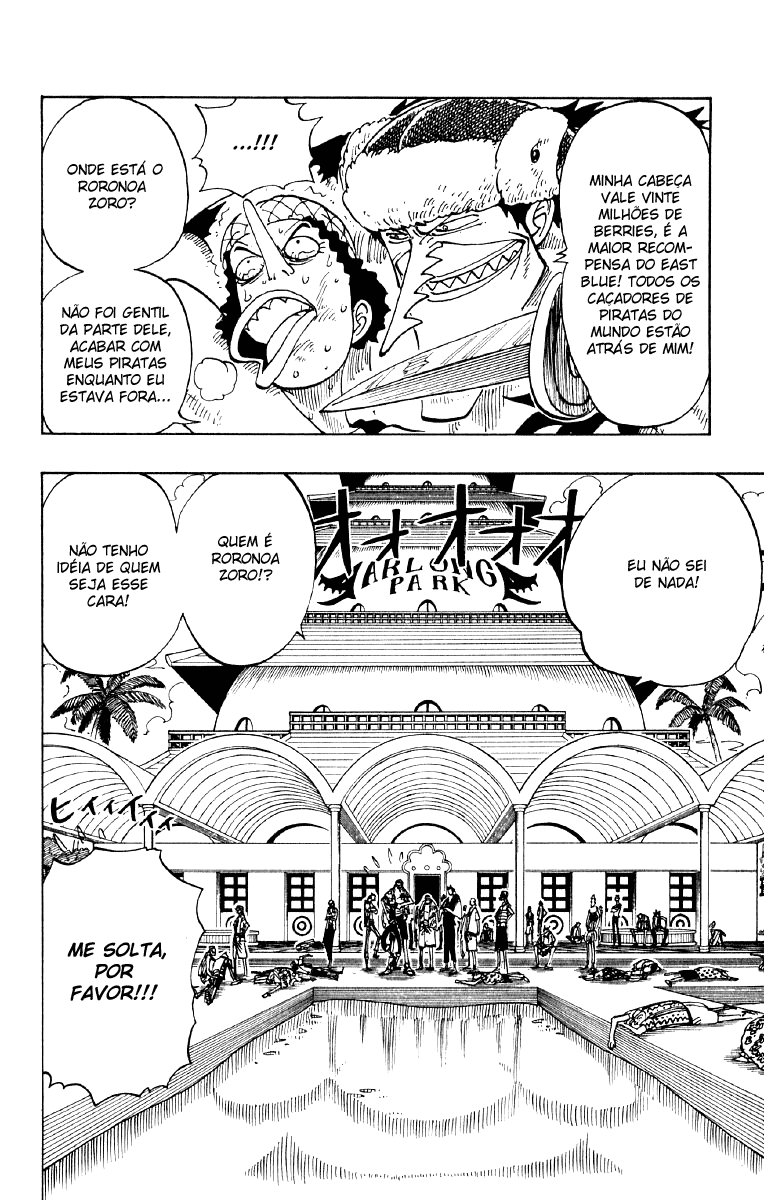 MINHA CABEÇA
VALE VINTE
MILHÕES DE
BERRIES, É A
MAIOR RECOM-
PENSA DO EAST
BLUE! TODOS OS
CAÇADORES DE
PIRATAS DO
MUNDO ESTÃO
ATRÁS DE MIM!
...!!!
ONDE ESTÁ O
RORONOA
ZORO?
NÃO FOI GENTIL
DA PARTE DELE,
ACABAR COM
MEUS PIRATAS
ENQUANTO EU
ESTAVA FORA...
EU NÃO SEI
DE NADA!
オオオオオ
ARLONG
PARK
QUEM É
RORONOA
ZORO!?
NÃO TENHO
IDÉIA DE QUEM
SEJA ESSE
CARA!
ヒィィイイィィ
ME SOLTA,
POR
FAVOR!!!